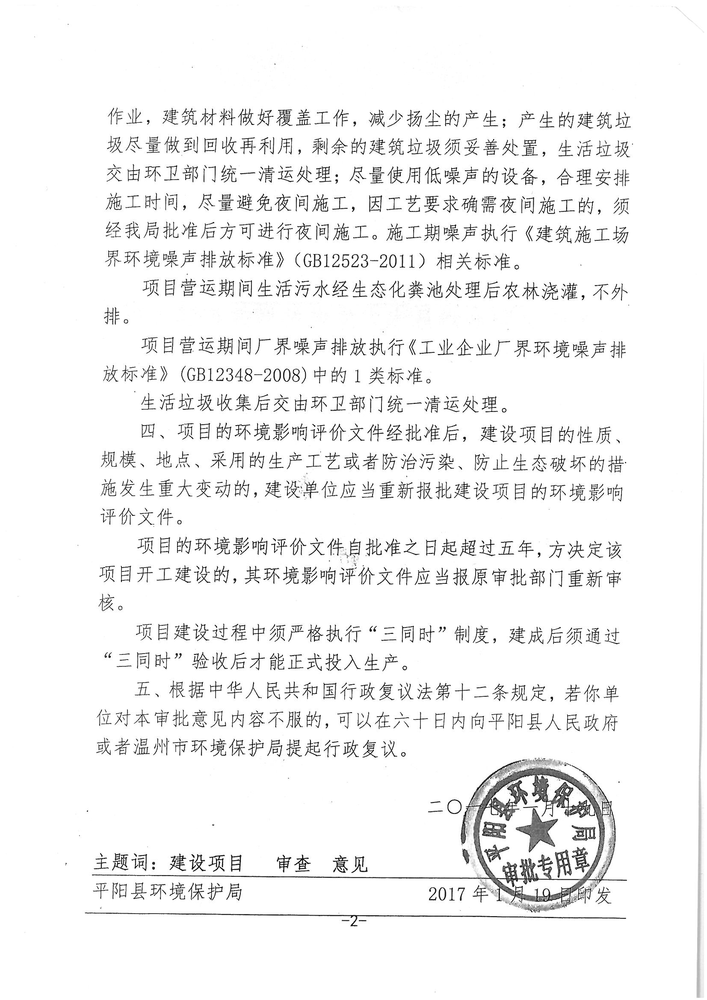 作业，建筑材料做好覆盖工作，减少扬尘的产生；产生的建筑垃
圾尽量做到回收再利用，剩余的建筑垃圾须妥善处置，生活垃圾
交由环卫部门统一清运处理；尽量使用低噪声的设备，合理安排
施工时间，尽量避免夜间施工，因工艺要求确需夜间施工的，须
经我局批准后方可进行夜间施工。施工期噪声执行《建筑施工场
界环境噪声排放标准》（GB12523-2011）相关标准。
项目营运期间生活污水经生态化粪池处理后农林浇灌，不外
排。
项目营运期间厂界噪声排放执行《工业企业厂界环境噪声排
放标准》(GB12348-2008)中的1类标准。
生活垃圾收集后交由环卫部门统一清运处理。
四、项目的环境影响评价文件经批准后，建设项目的性质、
规模、地点、采用的生产工艺或者防治污染、防止生态破坏的措
施发生重大变动的，建设单位应当重新报批建设项目的环境影响
评价文件。
项目的环境影响评价文件自批准之日起超过五年，方决定该
项目开工建设的，其环境影响评价文件应当报原审批部门重新审
核。
项目建设过程中须严格执行“三同时”制度，建成后须通过
“三同时”验收后才能正式投入生产。
五、根据中华人民共和国行政复议法第十二条规定，若你单
位对本审批意见内容不服的，可以在六十日内向平阳县人民政府
或者温州市环境保护局提起行政复议。
二〇一七年一月十九日
平阳县环境保护局
审批专用章
主题词：建设项目 审查 意见
平阳县环境保护局 2017年1月19日印发
-2-